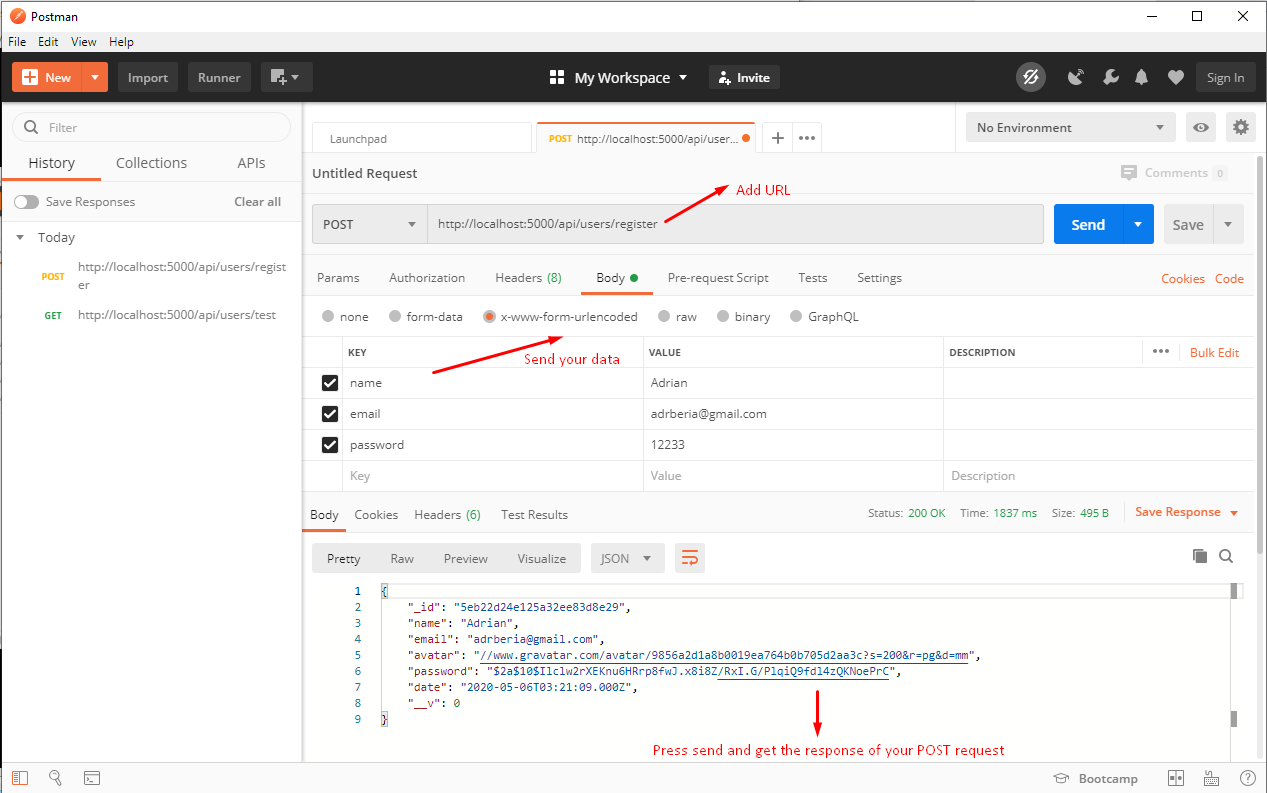 Postman
File Edit View Help
New Import Runner My Workspace Invite Sign In
Filter
History Collections APIs
Save Responses Clear all
Today
POST http://localhost:5000/api/users/regist
er
GET http://localhost:5000/api/users/test
Launchpad POST http://localhost:5000/api/user... + ••• No Environment
Untitled Request Comments 0
Add URL
POST http://localhost:5000/api/users/register Send Save
Params Authorization Headers (8) Body Pre-request Script Tests Settings Cookies Code
none form-data x-www-form-urlencoded raw binary GraphQL
Send your data
KEY VALUE DESCRIPTION ••• Bulk Edit
name Adrian
email adrberia@gmail.com
password 12233
Key Value Description
Body Cookies Headers (6) Test Results Status: 200 OK Time: 1837 ms Size: 495 B Save Response
Pretty Raw Preview Visualize JSON
1 {
2 "_id": "5eb22d24e125a32ee83d8e29",
3 "name": "Adrian",
4 "email": "adrberia@gmail.com",
5 "avatar": "//www.gravatar.com/avatar/9856a2d1a8b0019ea764b0b705d2aa3c?s=200&r=pg&d=mm",
6 "password": "$2a$10$Ilclw2rXEKnu6HRrp8fwJ.x8i8Z/RxI.G/PlqiQ9fdl4zQKNoePrC",
7 "date": "2020-05-06T03:21:09.000Z",
8 "__v": 0
9 }
Press send and get the response of your POST request
Bootcamp